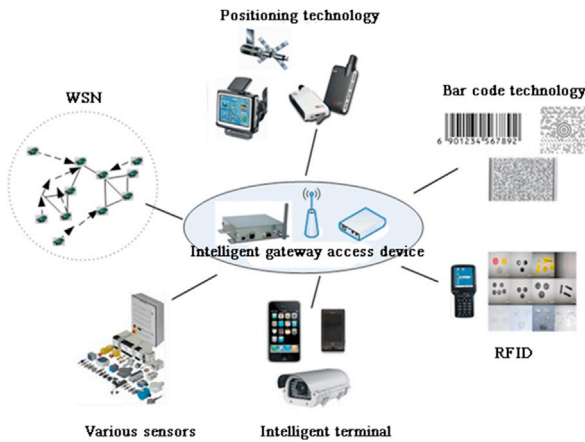 Positioning technology
WSN
Bar code technology
6 901234 567892
Intelligent gateway access device
RFID
Various sensors
Intelligent terminal